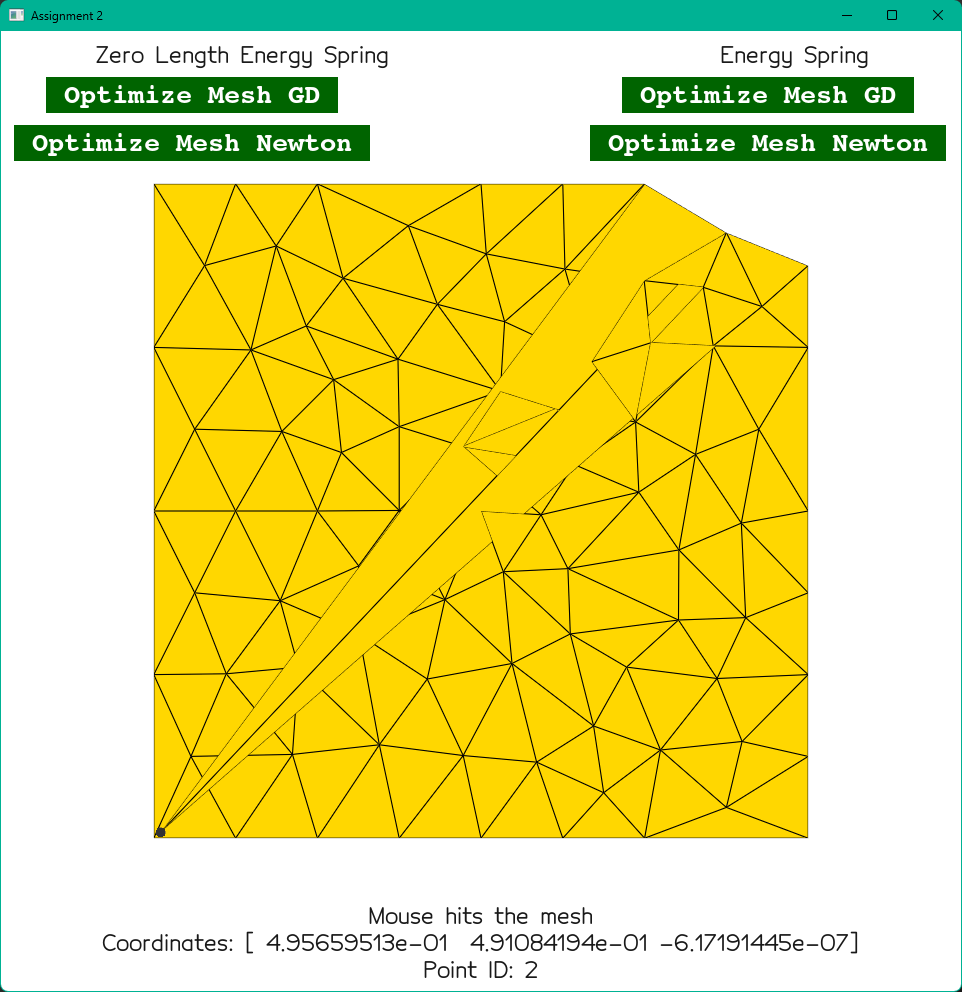 Assignment 2
Zero Length Energy Spring
Energy Spring
Optimize Mesh GD
Optimize Mesh GD
Optimize Mesh Newton
Optimize Mesh Newton
Mouse hits the mesh
Coordinates: [ 4.95659513e-01 4.91084194e-01 -6.17191445e-07]
Point ID: 2